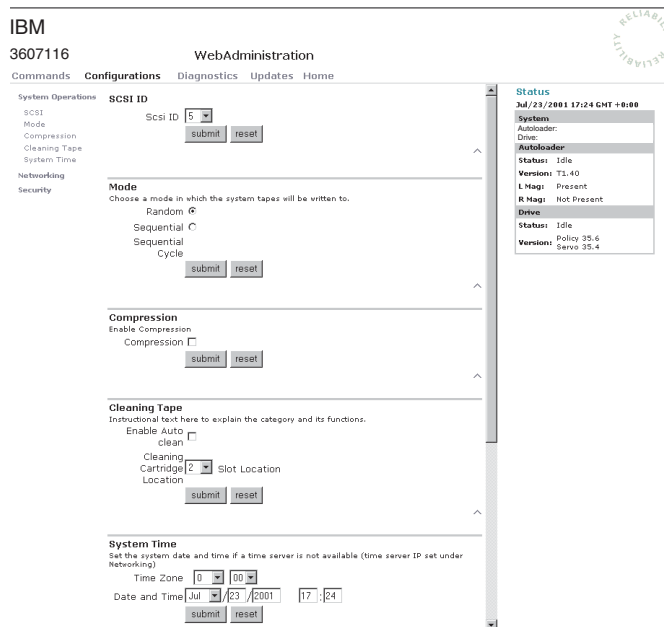 IBM
3607116 WebAdministration
RELIABILITY
RELIABILITY
Commands Configurations Diagnostics Updates Home
System Operations
SCSI
Mode
Compression
Cleaning Tape
System Time
Networking
Security
SCSI ID
Scsi ID 5
submit reset
Mode
Choose a mode in which the system tapes will be written to.
Random
Sequential
Sequential
Cycle
submit reset
Compression
Enable Compression
Compression
submit reset
Cleaning Tape
Instructional text here to explain the category and its functions.
Enable Auto
clean
Cleaning
Cartridge 2 Slot Location
Location
submit reset
System Time
Set the system date and time if a time server is not available (time server IP set under
Networking)
Time Zone 0 00
Date and Time Jul /23 /2001 17 : 24
submit reset
Status
Jul/23/2001 17:24 GMT +0:00
System
Autoloader:
Drive:
Autoloader
Status: Idle
Version: T1.40
L Mag: Present
R Mag: Not Present
Drive
Status: Idle
Version: Policy 35.6
Servo 35.4